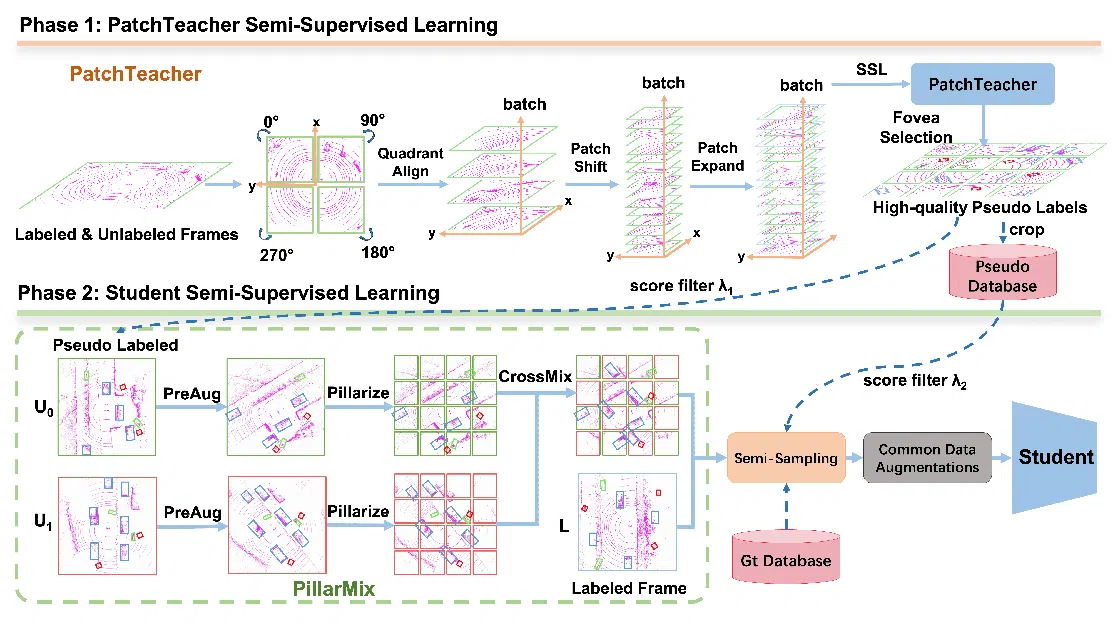 Phase 1: PatchTeacher Semi-Supervised Learning
PatchTeacher
Labeled & Unlabeled Frames
0°
90°
270°
180°
x
y
Quadrant
Align
batch
x
y
Patch
Shift
batch
x
y
Patch
Expand
batch
x
y
SSL
PatchTeacher
Fovea
Selection
High-quality Pseudo Labels
crop
Pseudo
Database
score filter λ1
Phase 2: Student Semi-Supervised Learning
Pseudo Labeled
U0
PreAug
Pillarize
CrossMix
U1
PreAug
Pillarize
L
Labeled Frame
PillarMix
score filter λ2
Semi-Sampling
Common Data
Augmentations
Student
Gt Database